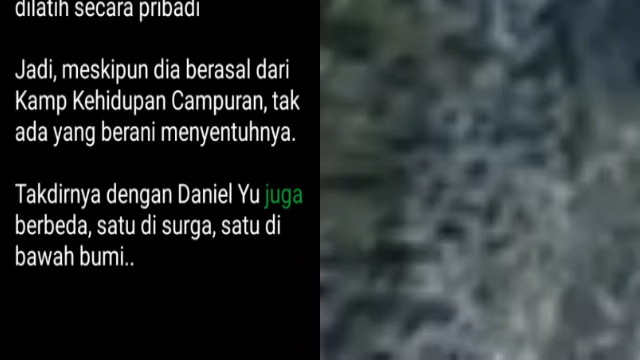 dilatih secara pribadi
Jadi, meskipun dia berasal dari
Kamp Kehidupan Campuran, tak
ada yang berani menyentuhnya.
Takdirnya dengan Daniel Yu juga
berbeda, satu di surga, satu di
bawah bumi..